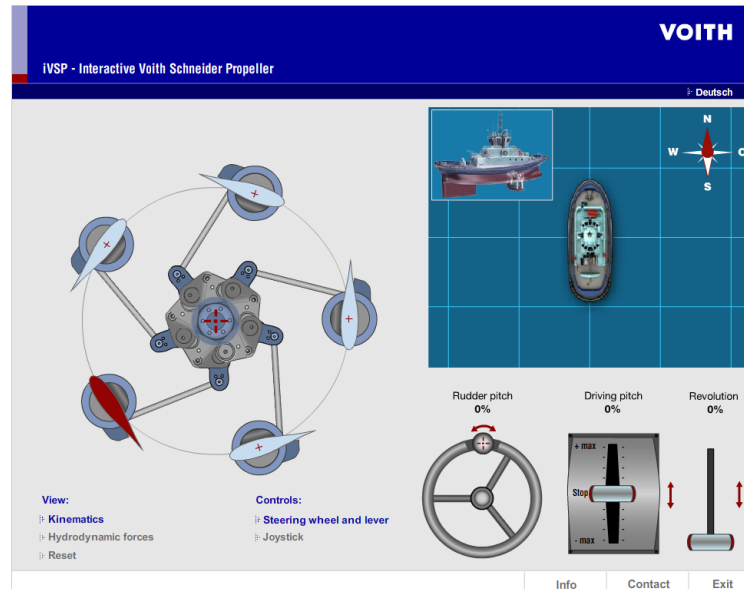 VOITH
iVSP - Interactive Voith Schneider Propeller
Deutsch
N
W
S
Rudder pitch
0%
Driving pitch
0%
Revolution
0%
+ max
Stop
- max
View:
Kinematics
Hydrodynamic forces
Reset
Controls:
Steering wheel and lever
Joystick
Info
Contact
Exit